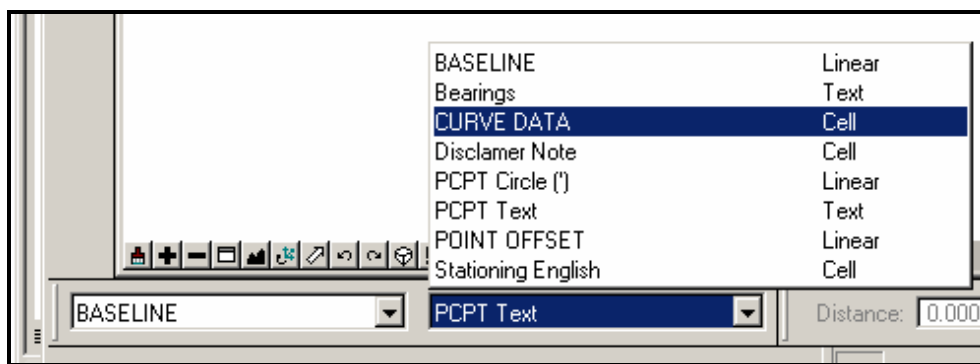 BASELINE Linear
Bearings Text
CURVE DATA Cell
Disclamer Note Cell
PCPT Circle (') Linear
PCPT Text Text
POINT OFFSET Linear
Stationing English Cell
BASELINE PCPT Text Distance: 0.000